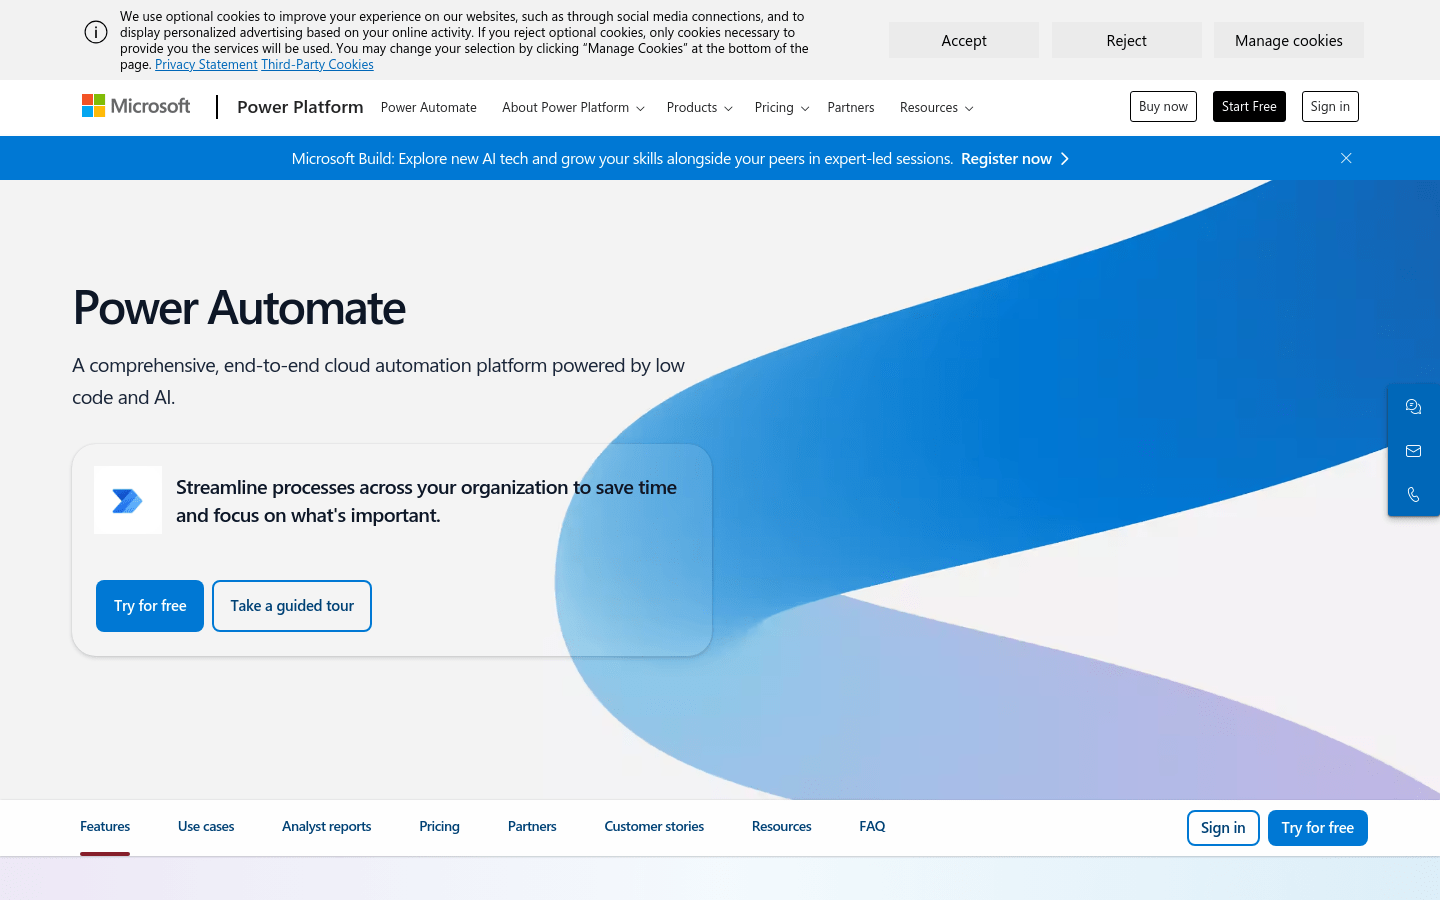 We use optional cookies to improve your experience on our websites, such as through social media connections, and to
display personalized advertising based on your online activity. If you reject optional cookies, only cookies necessary to
provide you the services will be used. You may change your selection by clicking “Manage Cookies” at the bottom of the
page. Privacy Statement Third-Party Cookies
Accept
Reject
Manage cookies
Microsoft
Power Platform
Power Automate
About Power Platform
Products
Pricing
Partners
Resources
Buy now
Start Free
Sign in
Microsoft Build: Explore new AI tech and grow your skills alongside your peers in expert-led sessions. Register now
Power Automate
A comprehensive, end-to-end cloud automation platform powered by low
code and AI.
Streamline processes across your organization to save time
and focus on what's important.
Try for free
Take a guided tour
Features
Use cases
Analyst reports
Pricing
Partners
Customer stories
Resources
FAQ
Sign in
Try for free